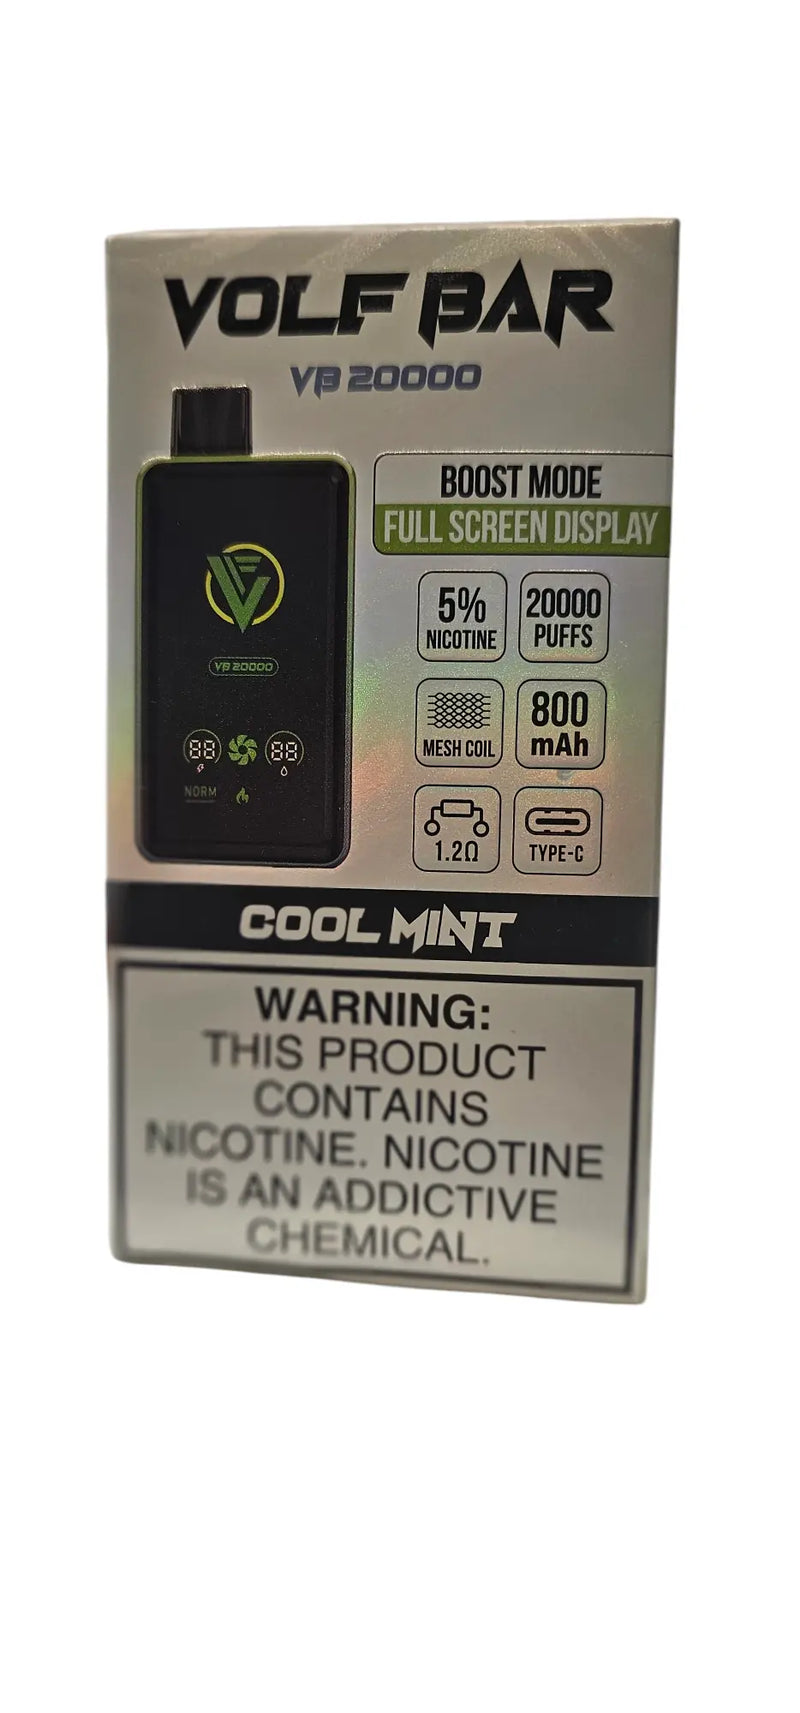 VOLF BAR
VB 20000
BOOST MODE
FULL SCREEN DISPLAY
5%
NICOTINE
20000
PUFFS
VB 20000
MESH COIL
800
mAh
88
88
NORM
1.2Ω
TYPE-C
COOL MINT
WARNING:
THIS PRODUCT
CONTAINS
NICOTINE. NICOTINE
IS AN ADDICTIVE
CHEMICAL.